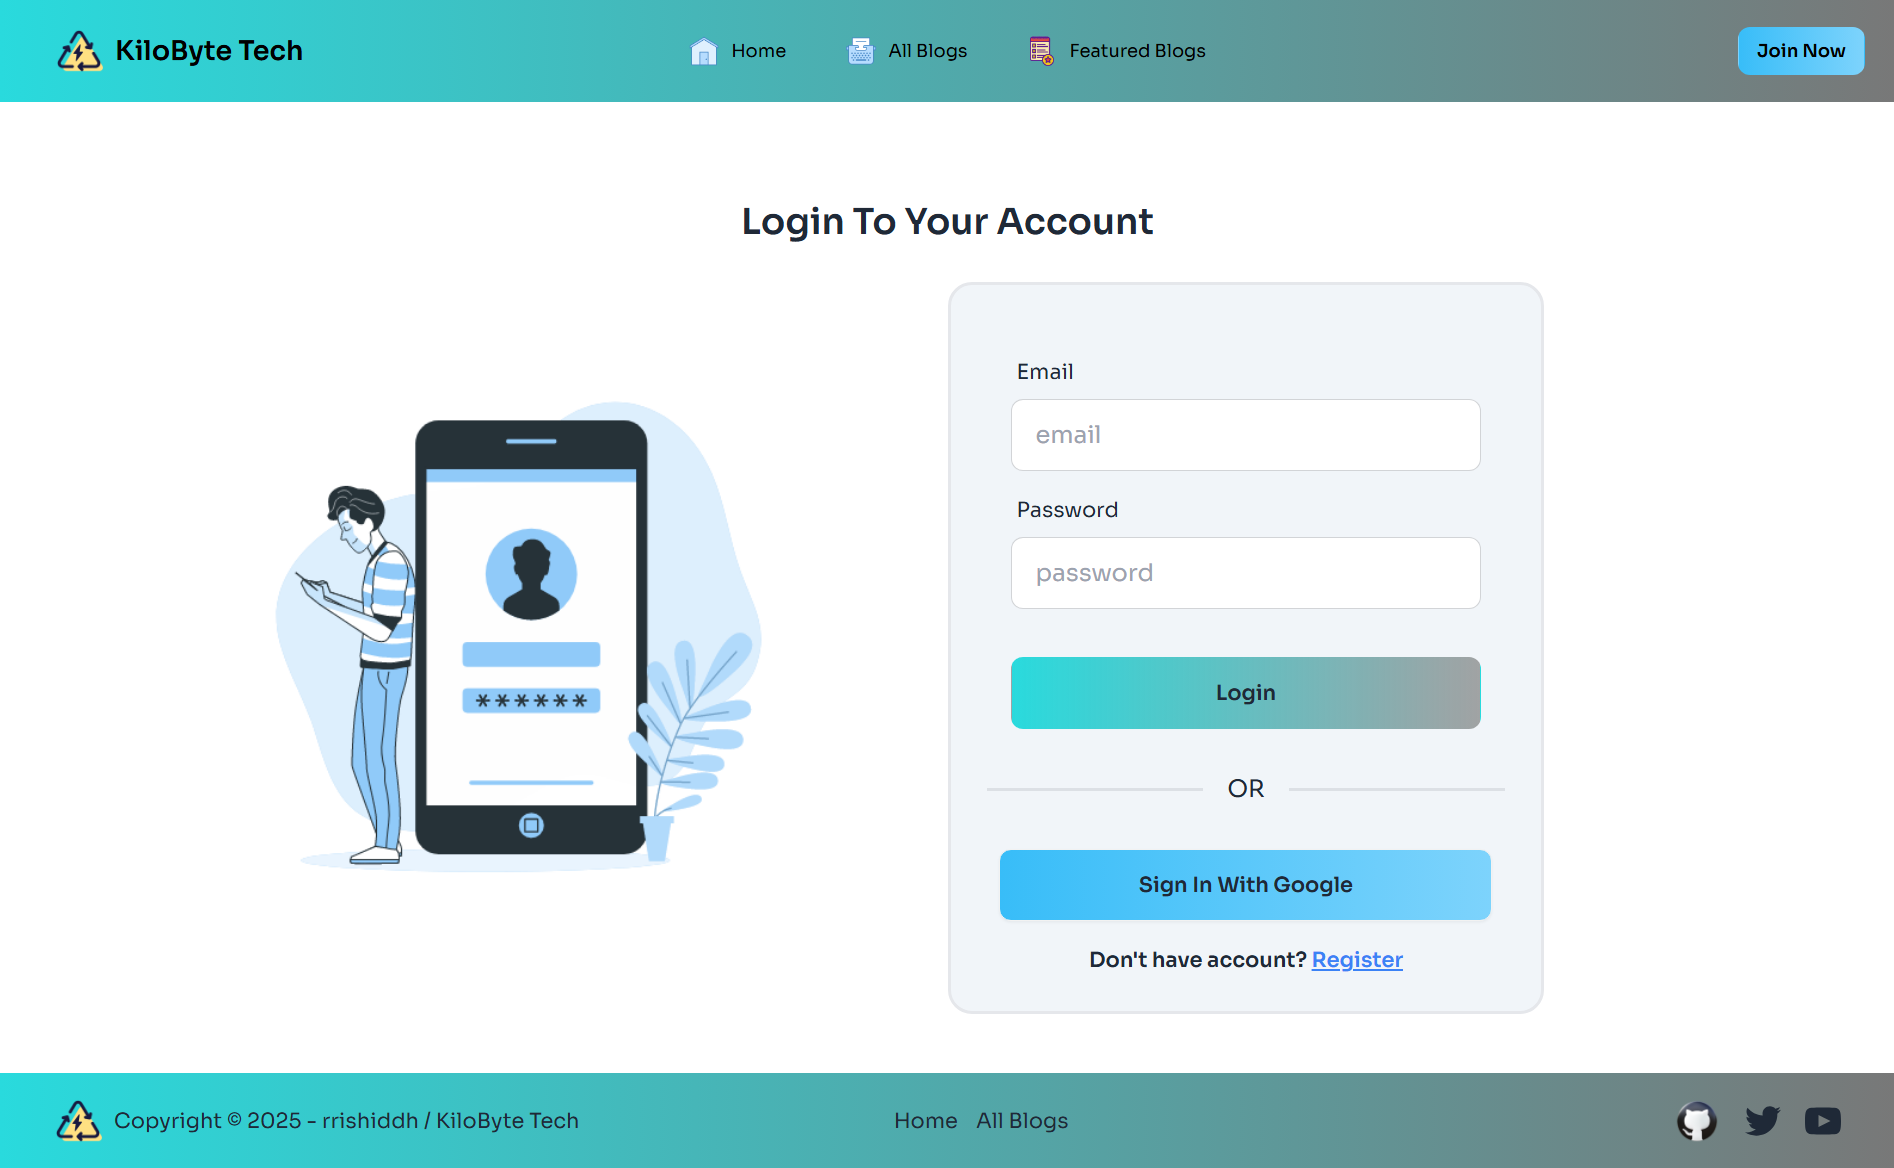 KiloByte Tech
Home
All Blogs
Featured Blogs
Join Now
Login To Your Account
Email
email
Password
password
******
Login
OR
Sign In With Google
Don't have account? Register
Copyright © 2025 - rrishiddh / KiloByte Tech
Home
All Blogs